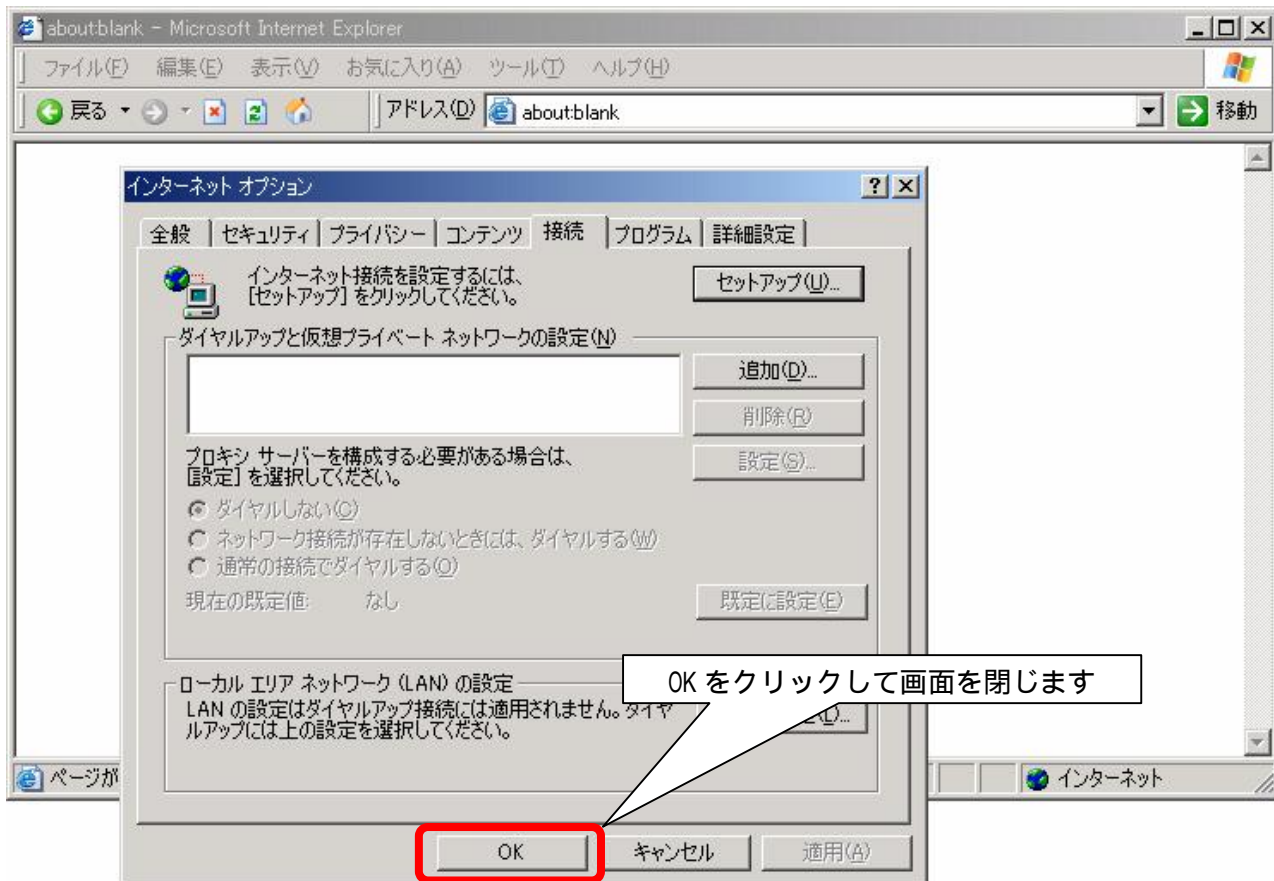 about:blank - Microsoft Internet Explorer
ファイル(F) 編集(E) 表示(V) お気に入り(A) ツール(T) ヘルプ(H)
戻る アドレス(D) about:blank 移動
インターネット オプション
全般 セキュリティ プライバシー コンテンツ 接続 プログラム 詳細設定
インターネット接続を設定するには、
[セットアップ] をクリックしてください。
セットアップ(U)...
ダイヤルアップと仮想プライベート ネットワークの設定(N)
追加(D)...
削除(R)
プロキシ サーバーを構成する必要がある場合は、
[設定] を選択してください。
設定(S)...
ダイヤルしない(C)
ネットワーク接続が存在しないときには、ダイヤルする(W)
通常の接続でダイヤルする(O)
現在の既定値: なし
既定に設定(E)
OK をクリックして画面を閉じます
ローカル エリア ネットワーク (LAN) の設定
LAN の設定はダイヤルアップ接続には適用されません。ダイヤ
ルアップには上の設定を選択してください。
(L)...
ページが
インターネット
OK キャンセル 適用(A)